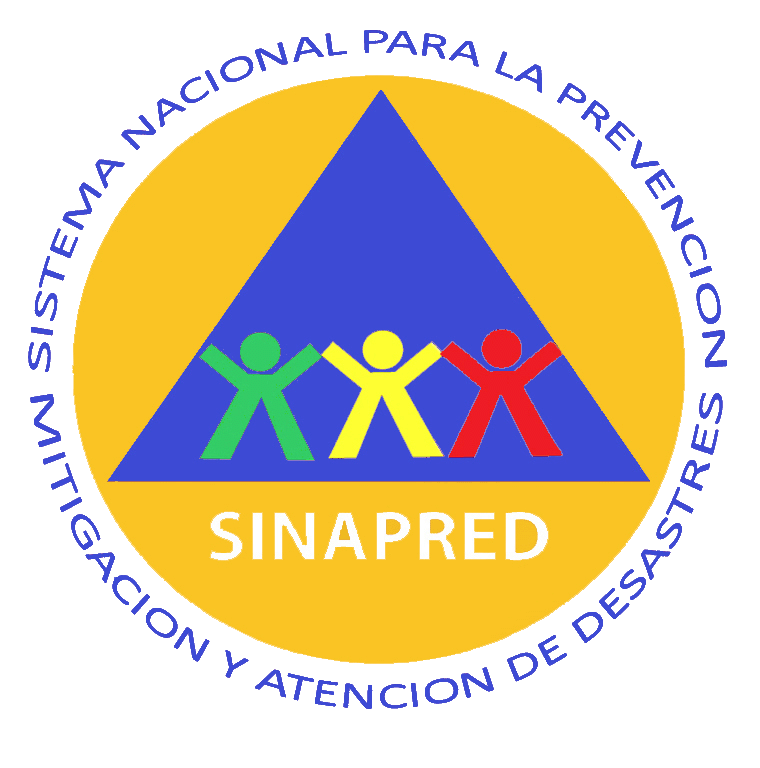 SISTEMA NACIONAL PARA LA PREVENCION
MITIGACION Y ATENCION DE DESASTRES
SINAPRED